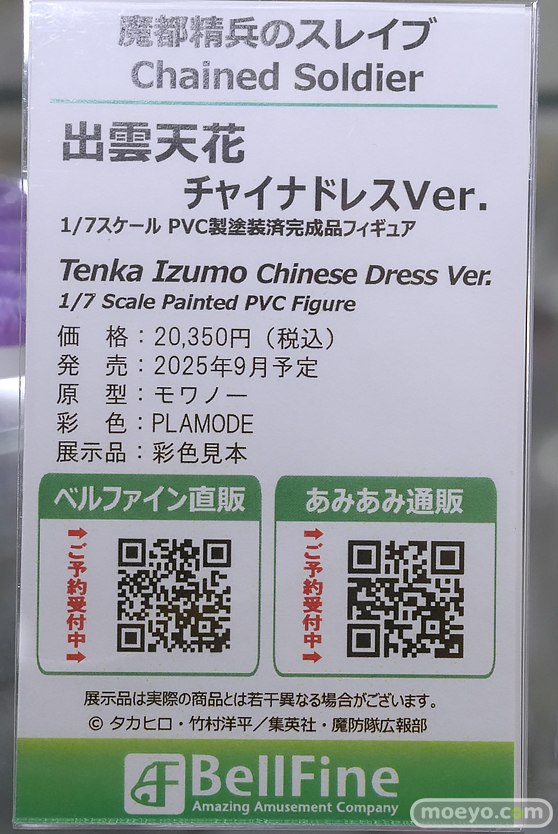 魔都精兵のスレイブ
Chained Soldier
出雲天花
チャイナドレスVer.
1/7スケール PVC製塗装済完成品フィギュア
Tenka Izumo Chinese Dress Ver.
1/7 Scale Painted PVC Figure
価　格：20,350円（税込）
発　売：2025年9月予定
原　型：モワノー
彩　色：PLAMODE
展示品：彩色見本
ベルファイン直販
➡ご予約受付中➡
あみあみ通販
➡ご予約受付中➡
展示品は実際の商品とは若干異なる場合がございます。
© タカヒロ・竹村洋平／集英社・魔防隊広報部
BellFine
Amazing Amusement Company
moeyo.com